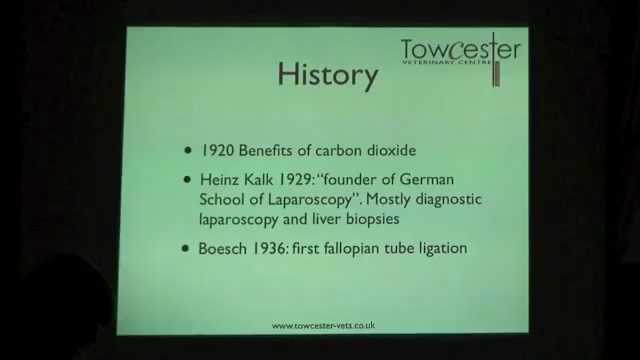 Towcester
VETERINARY CENTRE
History
• 1920 Benefits of carbon dioxide
• Heinz Kalk 1929: “founder of German
School of Laparoscopy”. Mostly diagnostic
laparoscopy and liver biopsies
• Boesch 1936: first fallopian tube ligation
www.towcester-vets.co.uk